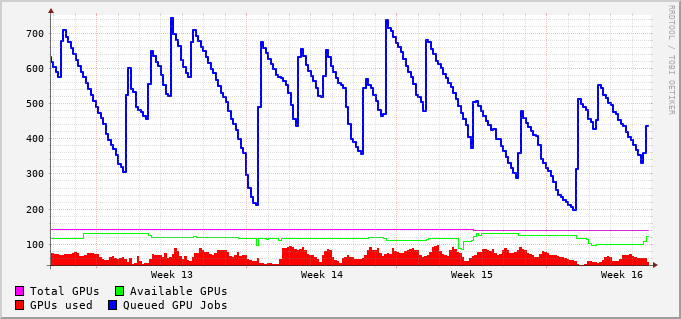 RRDTOOL / TOBI OETIKER
700
600
500
400
300
200
100
Week 13 Week 14 Week 15 Week 16
Total GPUs Available GPUs
GPUs used Queued GPU Jobs